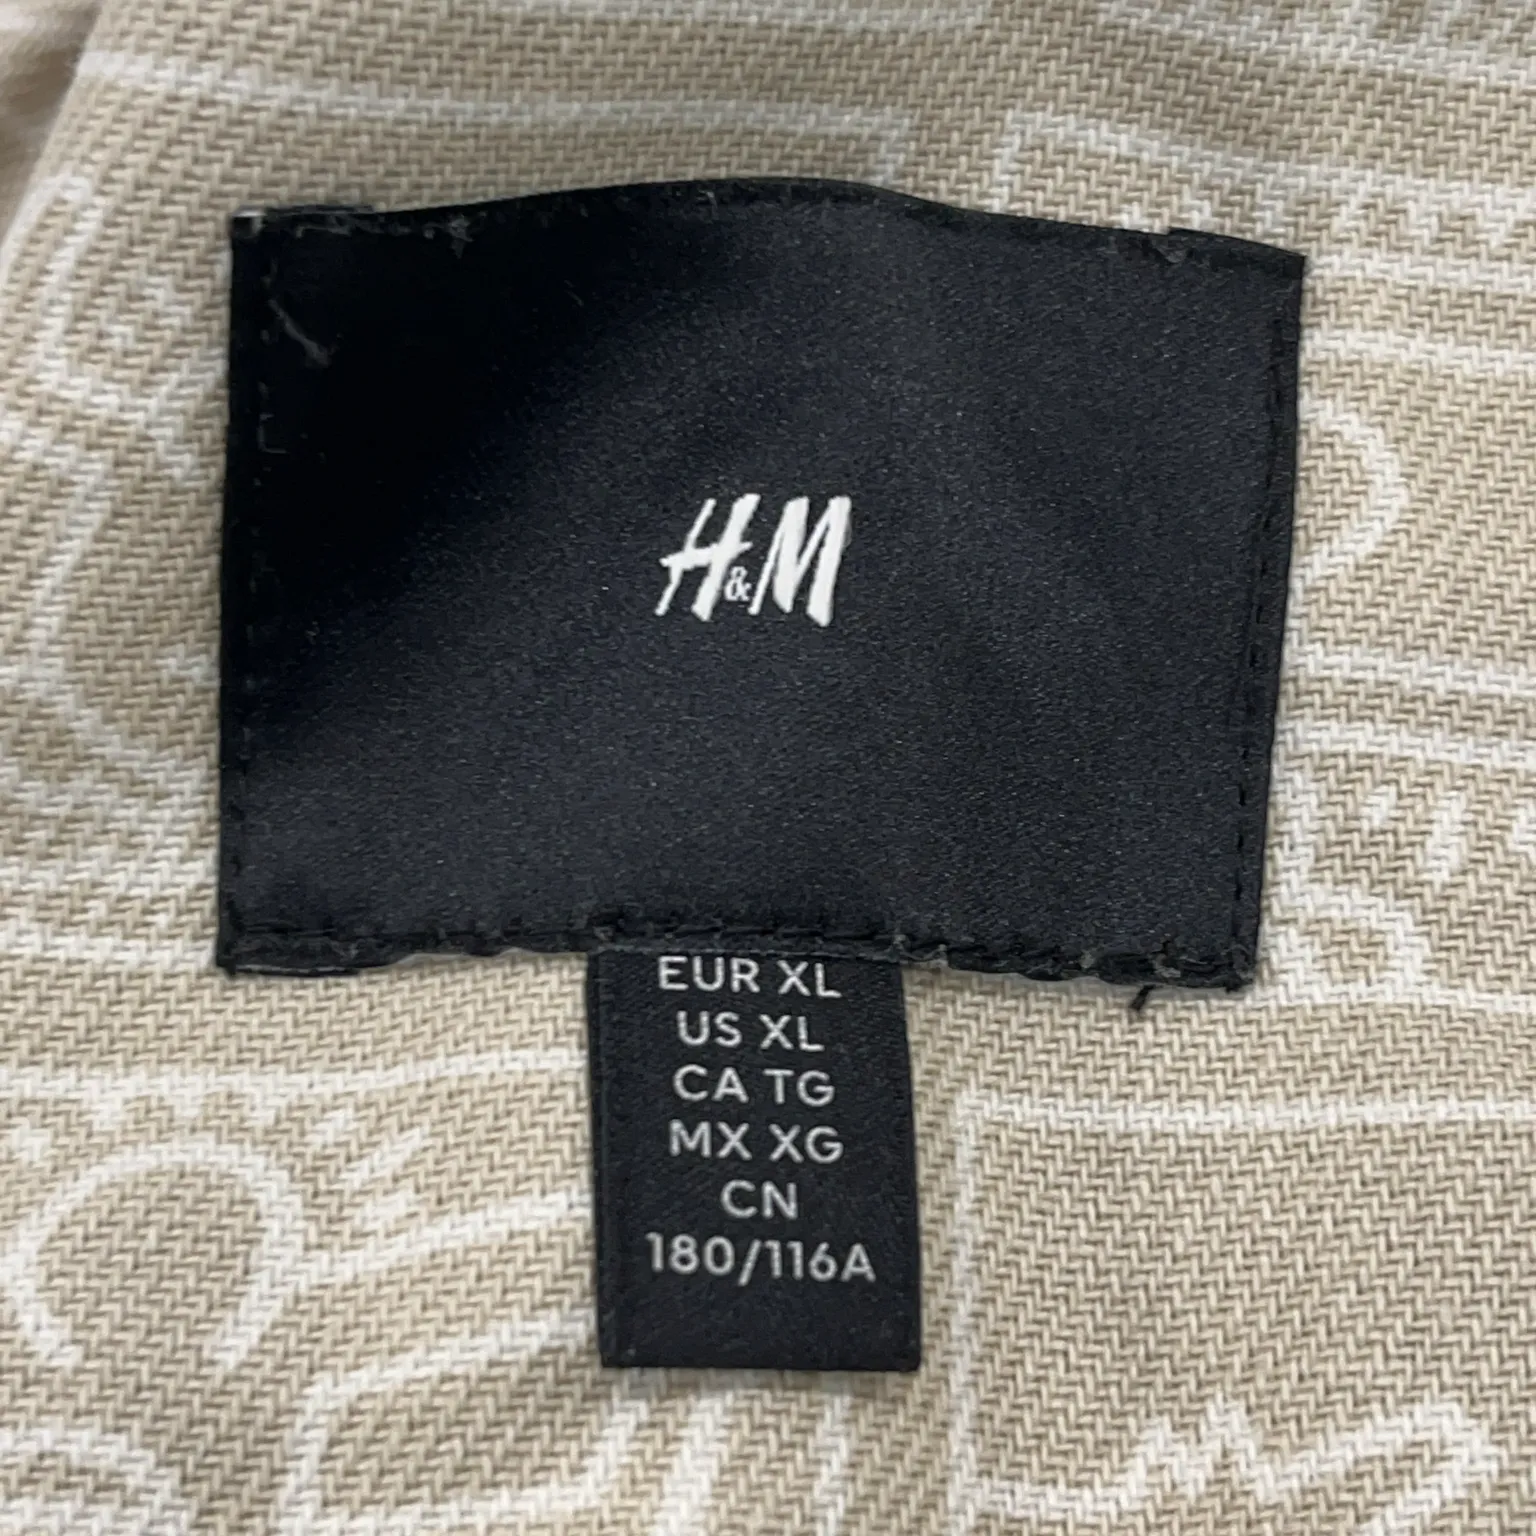 H&M
EUR XL
US XL
CA TG
MX XG
CN
180/116A